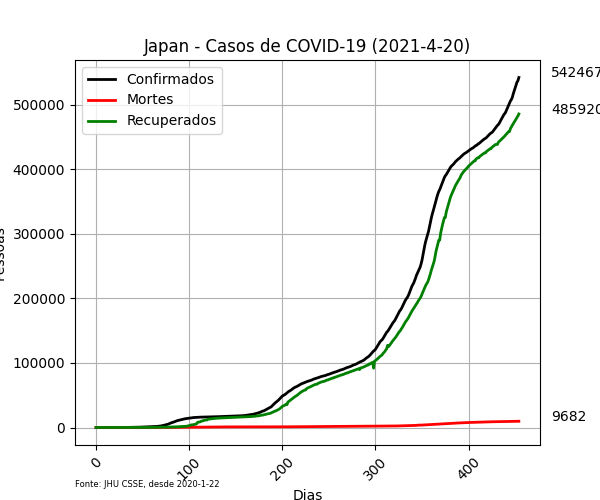 Japan - Casos de COVID-19 (2021-4-20)
Confirmados
Mortes
Recuperados
542467
485920
9682
500000
400000
300000
200000
100000
0
0
100
200
300
400
Dias
Fonte: JHU CSSE, desde 2020-1-22